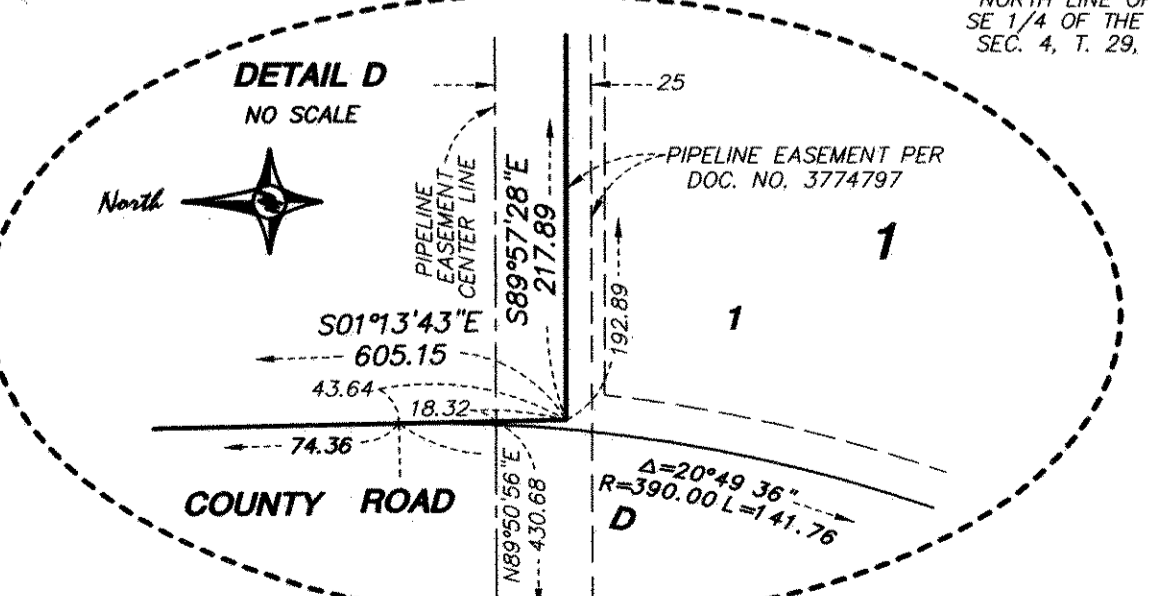 NORTH LINE OF
SE 1/4 OF THE
SEC. 4, T. 29,
DETAIL D
NO SCALE
North
25
PIPELINE EASEMENT PER
DOC. NO. 3774797
PIPELINE
EASEMENT
CENTER LINE
S89°57'28"E
217.89
1
1
192.89
S01°13'43"E
605.15
43.64
18.32
74.36
COUNTY ROAD
N89°50'56"E
430.68
Δ=20°49 36"
R=390.00 L=141.76
D